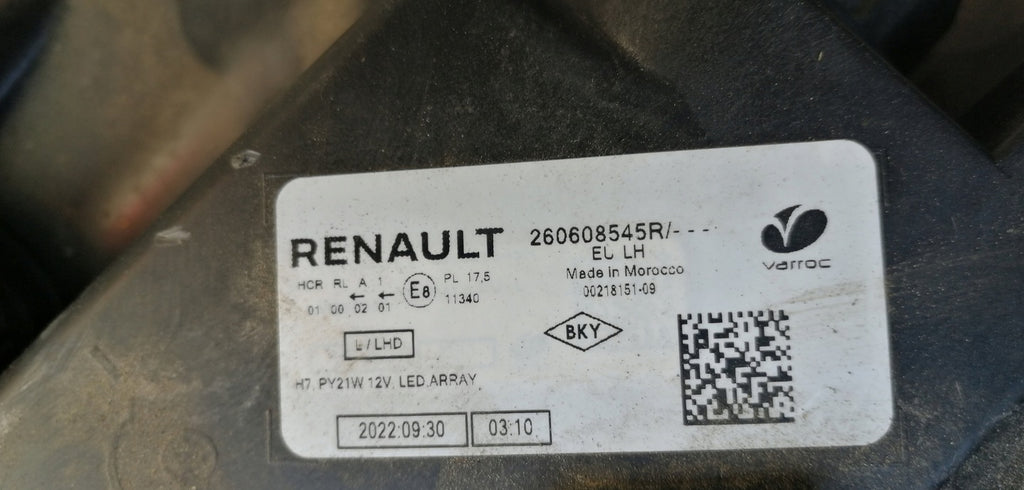 RENAULT
260608545R/----
EU LH
Made in Morocco
00218151-09
varroc
HCR RL A 1
01 00 02 01
E8
PL 17,5
11340
L/LHD
BKY
H7, PY21W 12V, LED ARRAY
2022:09:30
03:10